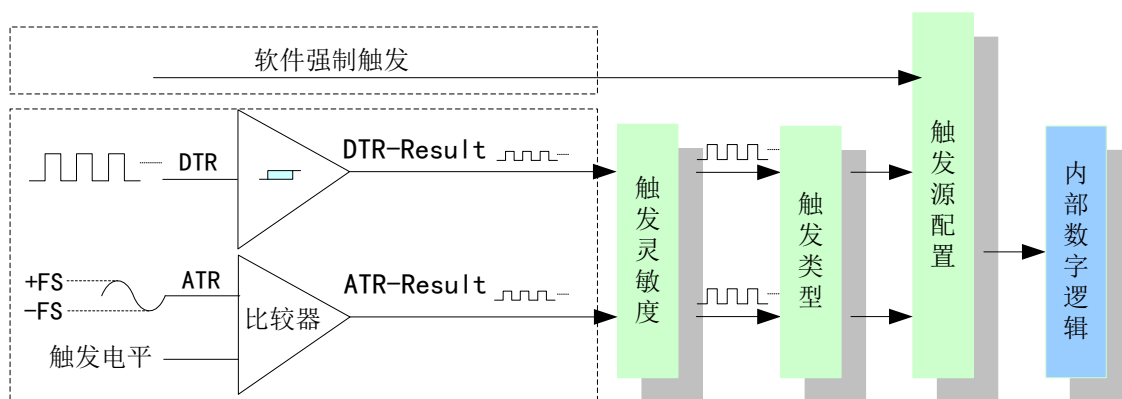 软件强制触发
DTR
DTR-Result
+FS
-FS
ATR
比较器
ATR-Result
触发电平
触发灵敏度
触发类型
触发源配置
内部数字逻辑